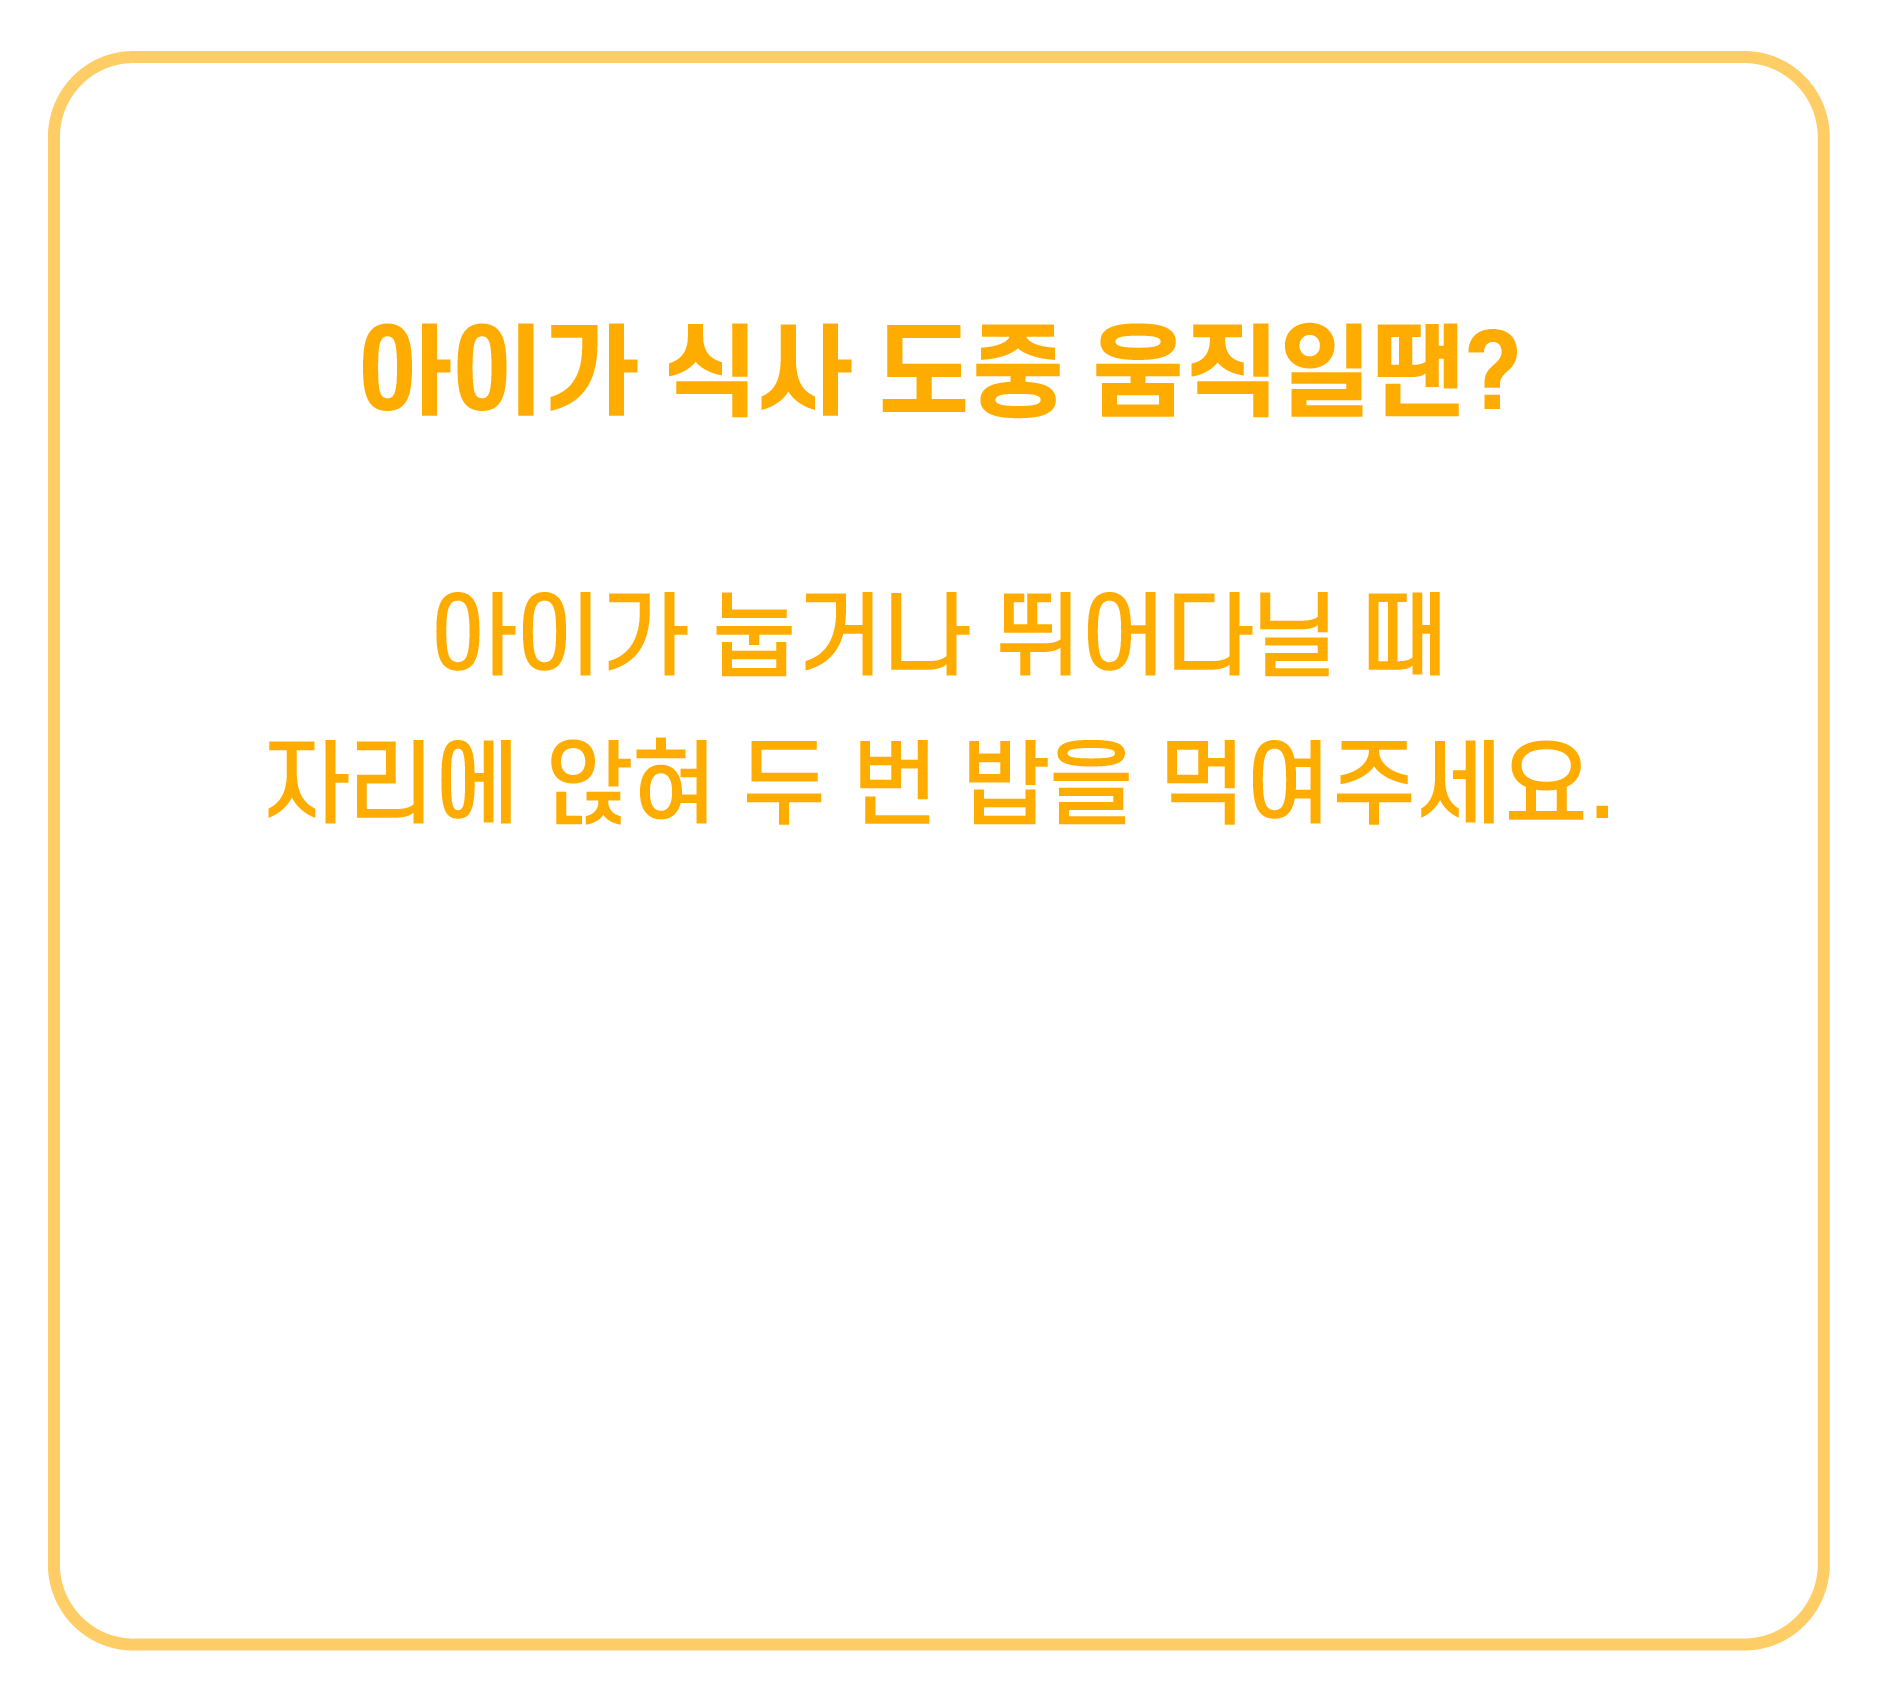 아이가 식사 도중 움직일땐?
아이가 눕거나 뛰어다닐 때
자리에 앉혀 두 번 밥을 먹여주세요.